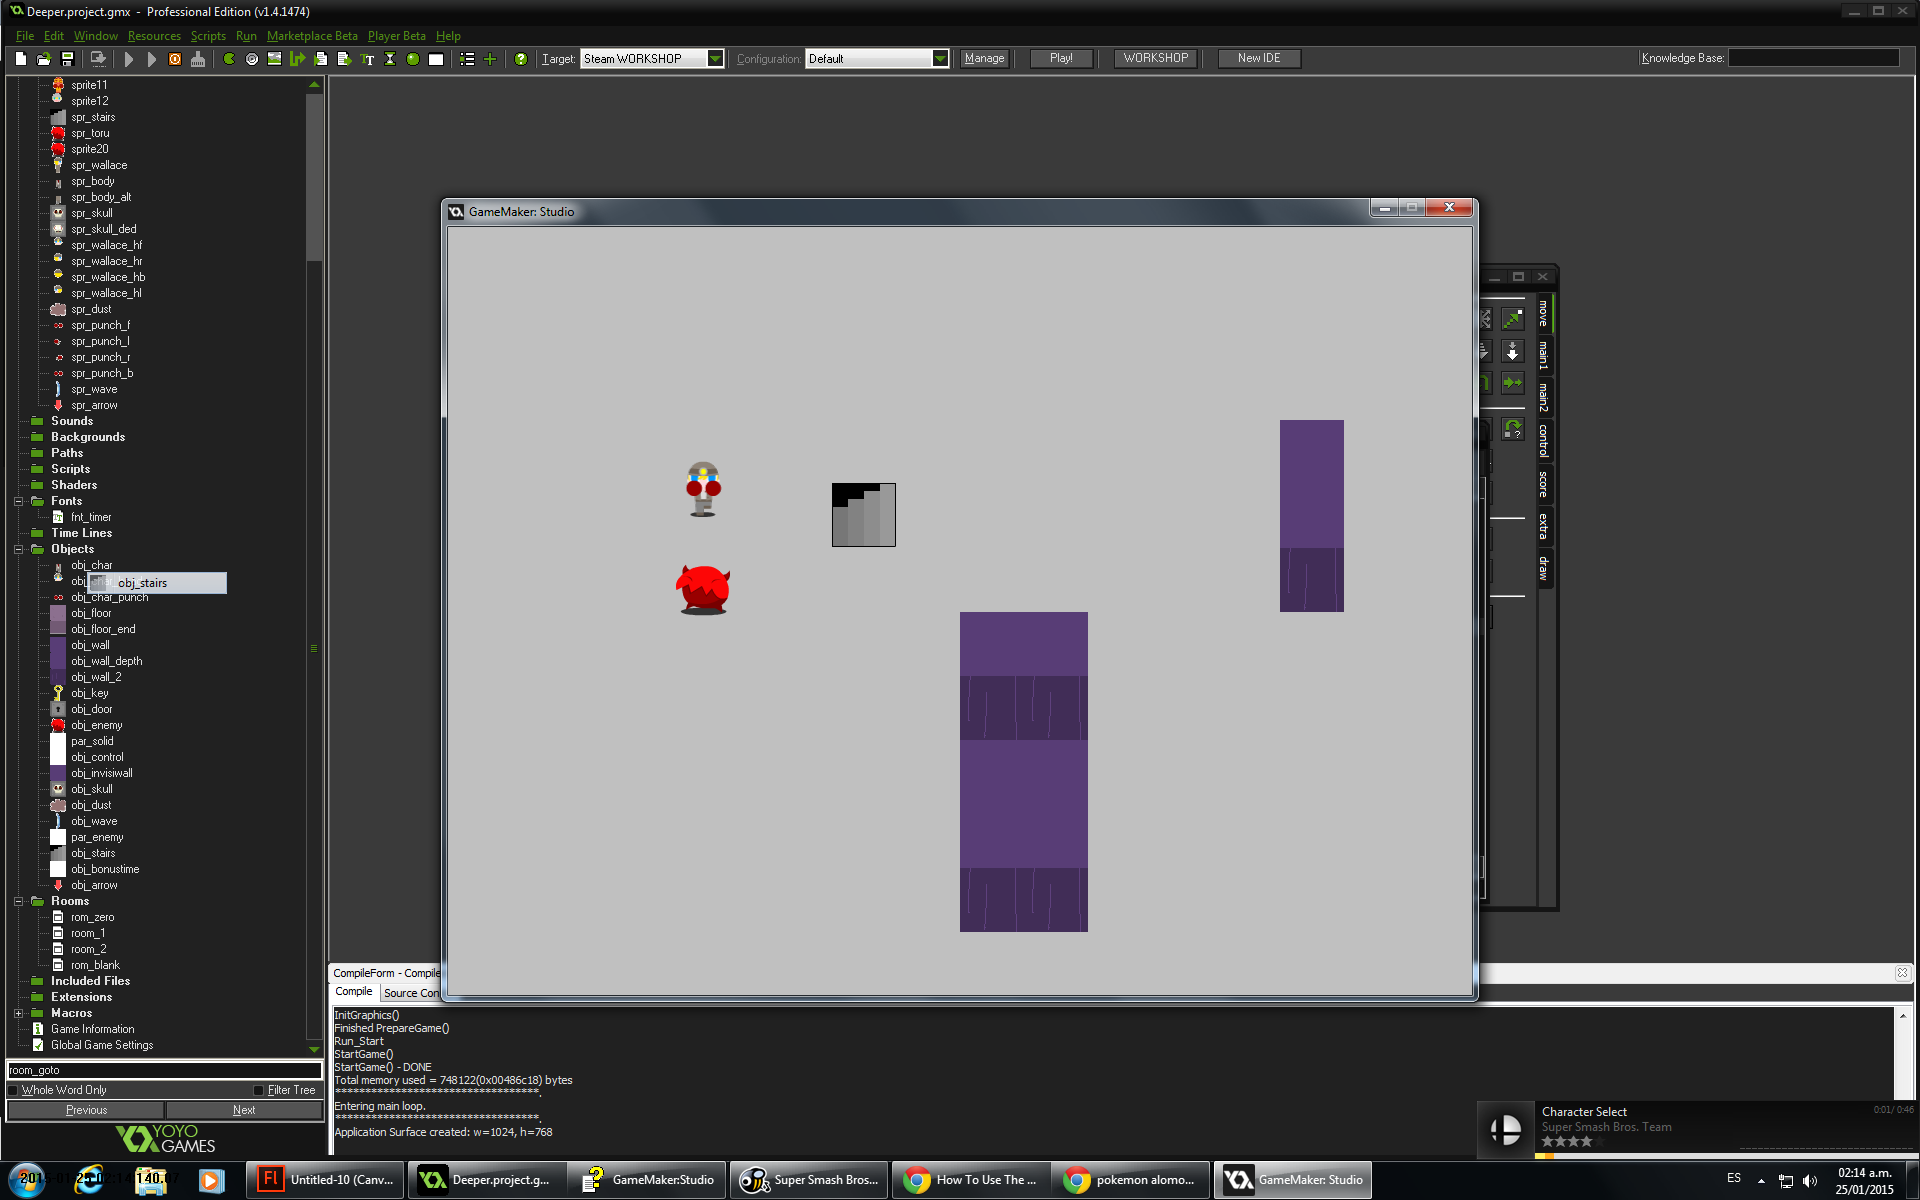 Deeper.project.gmx - Professional Edition (v1.4.1474)
File Edit Window Resources Scripts Run Marketplace Beta Player Beta Help
Target: Steam WORKSHOP Configuration: Default Manage Play! WORKSHOP New IDE Knowledge Base:
sprite11
sprite12
spr_stairs
spr_toru
sprite20
spr_wallace
spr_body
spr_body_alt
spr_skull
spr_skull_ded
spr_wallace_hf
spr_wallace_hr
spr_wallace_hb
spr_wallace_hl
spr_dust
spr_punch_f
spr_punch_l
spr_punch_r
spr_punch_b
spr_wave
spr_arrow
Sounds
Backgrounds
Paths
Scripts
Shaders
Fonts
fnt_timer
Time Lines
Objects
obj_char
obj_stairs
obj_char_punch
obj_floor
obj_floor_end
obj_wall
obj_wall_depth
obj_wall_2
obj_key
obj_door
obj_enemy
par_solid
obj_control
obj_invisiwall
obj_skull
obj_dust
obj_wave
par_enemy
obj_stairs
obj_bonustime
obj_arrow
Rooms
rom_zero
room_1
room_2
rom_blank
Included Files
Extensions
Macros
Game Information
Global Game Settings
room_goto
Whole Word Only Filter Tree
Previous Next
YOYO
GAMES
GameMaker: Studio
move
main1
main2
control
score
extra
draw
CompileForm - Compile
Compile Source Con
InitGraphics()
Finished PrepareGame()
Run_Start
StartGame()
StartGame() - DONE
Total memory used = 748122(0x00486c18) bytes
***********************************.
Entering main loop.
***********************************.
Application Surface created: w=1024, h=768
Character Select 0:01/ 0:46
Super Smash Bros. Team
Untitled-10 (Canv... Deeper.project.g... GameMaker:Studio Super Smash Bros... How To Use The ... pokemon alomo... GameMaker: Studio
ES
02:14 a.m.
25/01/2015